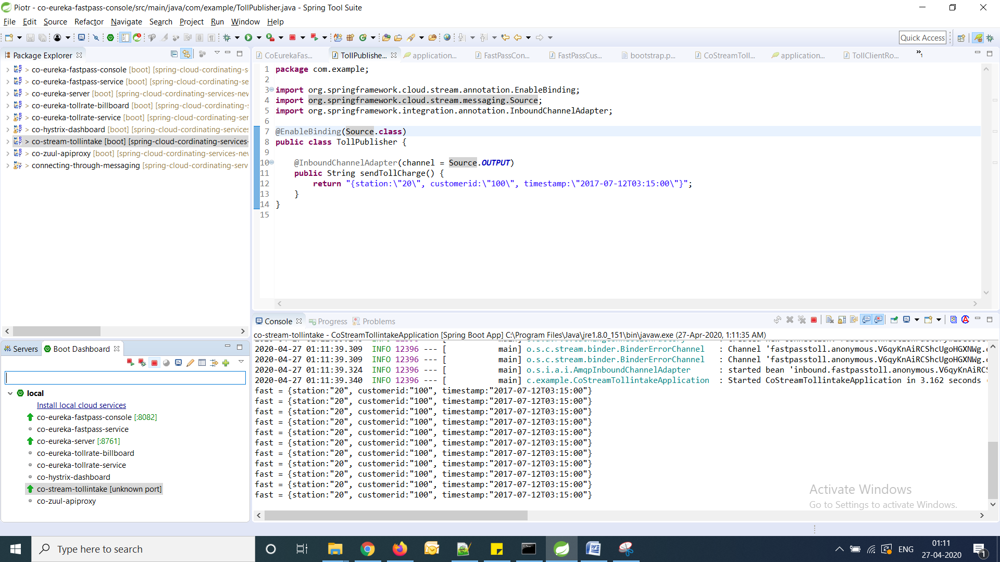 Piotr - co-eureka-fastpass-console/src/main/java/com/example/TollPublisher.java - Spring Tool Suite
File Edit Source Refactor Navigate Search Project Run Window Help
Quick Access
Package Explorer
> co-eureka-fastpass-console [boot] [spring-cloud-cordinating-s
> co-eureka-fastpass-service [boot] [spring-cloud-cordinating-se
> co-eureka-server [boot] [spring-cloud-cordinating-services-nev
> co-eureka-tollrate-billboard [boot] [spring-cloud-cordinating-
> co-eureka-tollrate-service [boot] [spring-cloud-cordinating-ser
> co-hystrix-dashboard [boot] [spring-cloud-cordinating-services
> co-stream-tollintake [boot] [spring-cloud-cordinating-services-
> co-zuul-apiproxy [boot] [spring-cloud-cordinating-services-nev
> connecting-through-messaging [spring-cloud-cordinating-serv
CoEurekaFas... TollPublishe... application... FastPassCon... FastPassCus... bootstrap.p... CoStreamToll... application... TollClientRo... »1
1 package com.example;
2
3 import org.springframework.cloud.stream.annotation.EnableBinding;
4 import org.springframework.cloud.stream.messaging.Source;
5 import org.springframework.integration.annotation.InboundChannelAdapter;
6
7 @EnableBinding(Source.class)
8 public class TollPublisher {
9
10 @InboundChannelAdapter(channel = Source.OUTPUT)
11 public String sendTollCharge() {
12 return "{station:\"20\", customerid:\"100\", timestamp:\"2017-07-12T03:15:00\"}";
13 }
14 }
15
Servers Boot Dashboard
local
Install local cloud services
co-eureka-fastpass-console [:8082]
co-eureka-fastpass-service
co-eureka-server [:8761]
co-eureka-tollrate-billboard
co-eureka-tollrate-service
co-hystrix-dashboard
co-stream-tollintake [unknown port]
co-zuul-apiproxy
Console Progress Problems
co-stream-tollintake - CoStreamTollintakeApplication [Spring Boot App] C:\Program Files\Java\jre1.8.0_151\bin\javaw.exe (27-Apr-2020, 1:11:35 AM)
2020-04-27 01:11:39.309 INFO 12396 --- [ main] o.s.c.stream.binder.BinderErrorChannel : Channel 'fastpasstoll.anonymous.V6qyKnAiRCShcUgoHGXNWg.e
2020-04-27 01:11:39.309 INFO 12396 --- [ main] o.s.c.stream.binder.BinderErrorChannel : Channel 'fastpasstoll.anonymous.V6qyKnAiRCShcUgoHGXNWg.e
2020-04-27 01:11:39.324 INFO 12396 --- [ main] o.s.i.a.i.AmqpInboundChannelAdapter : started bean 'inbound.fastpasstoll.anonymous.V6qyKnAiRCS
2020-04-27 01:11:39.340 INFO 12396 --- [ main] c.example.CoStreamTollintakeApplication : Started CoStreamTollintakeApplication in 3.162 seconds
fast = {station:"20", customerid:"100", timestamp:"2017-07-12T03:15:00"}
fast = {station:"20", customerid:"100", timestamp:"2017-07-12T03:15:00"}
fast = {station:"20", customerid:"100", timestamp:"2017-07-12T03:15:00"}
fast = {station:"20", customerid:"100", timestamp:"2017-07-12T03:15:00"}
fast = {station:"20", customerid:"100", timestamp:"2017-07-12T03:15:00"}
fast = {station:"20", customerid:"100", timestamp:"2017-07-12T03:15:00"}
fast = {station:"20", customerid:"100", timestamp:"2017-07-12T03:15:00"}
fast = {station:"20", customerid:"100", timestamp:"2017-07-12T03:15:00"}
fast = {station:"20", customerid:"100", timestamp:"2017-07-12T03:15:00"}
fast = {station:"20", customerid:"100", timestamp:"2017-07-12T03:15:00"}
fast = {station:"20", customerid:"100", timestamp:"2017-07-12T03:15:00"}
Activate Windows
Go to Settings to activate Windows.
Type here to search
ENG
01:11
27-04-2020
1